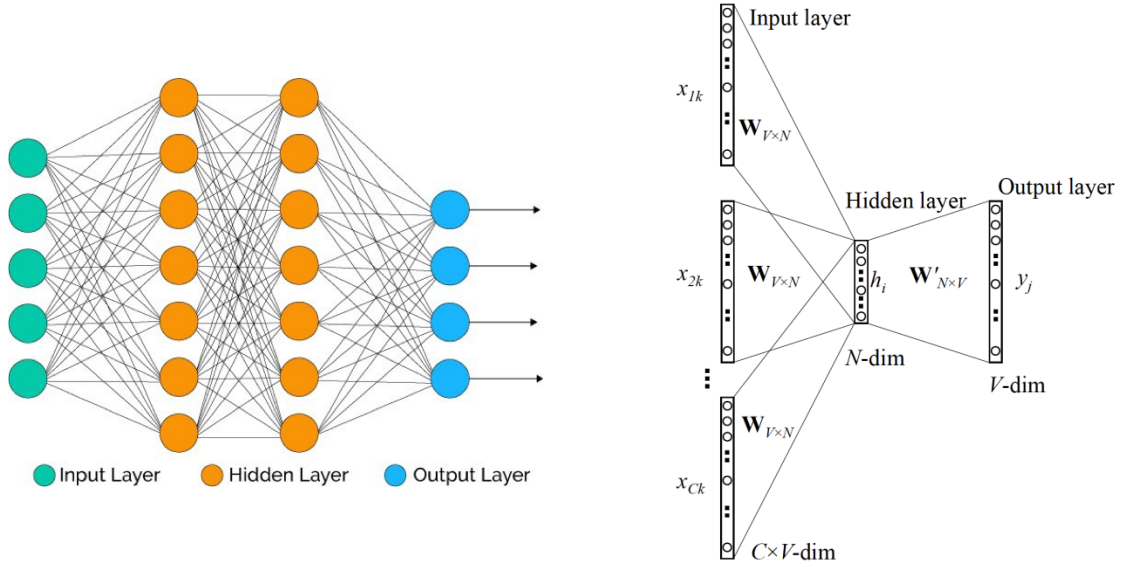 Input Layer
Hidden Layer
Output Layer
Input layer
x1k
WV×N
Hidden layer
Output layer
x2k
WV×N
hi
W'N×V
yj
N-dim
V-dim
WV×N
xCk
C×V-dim